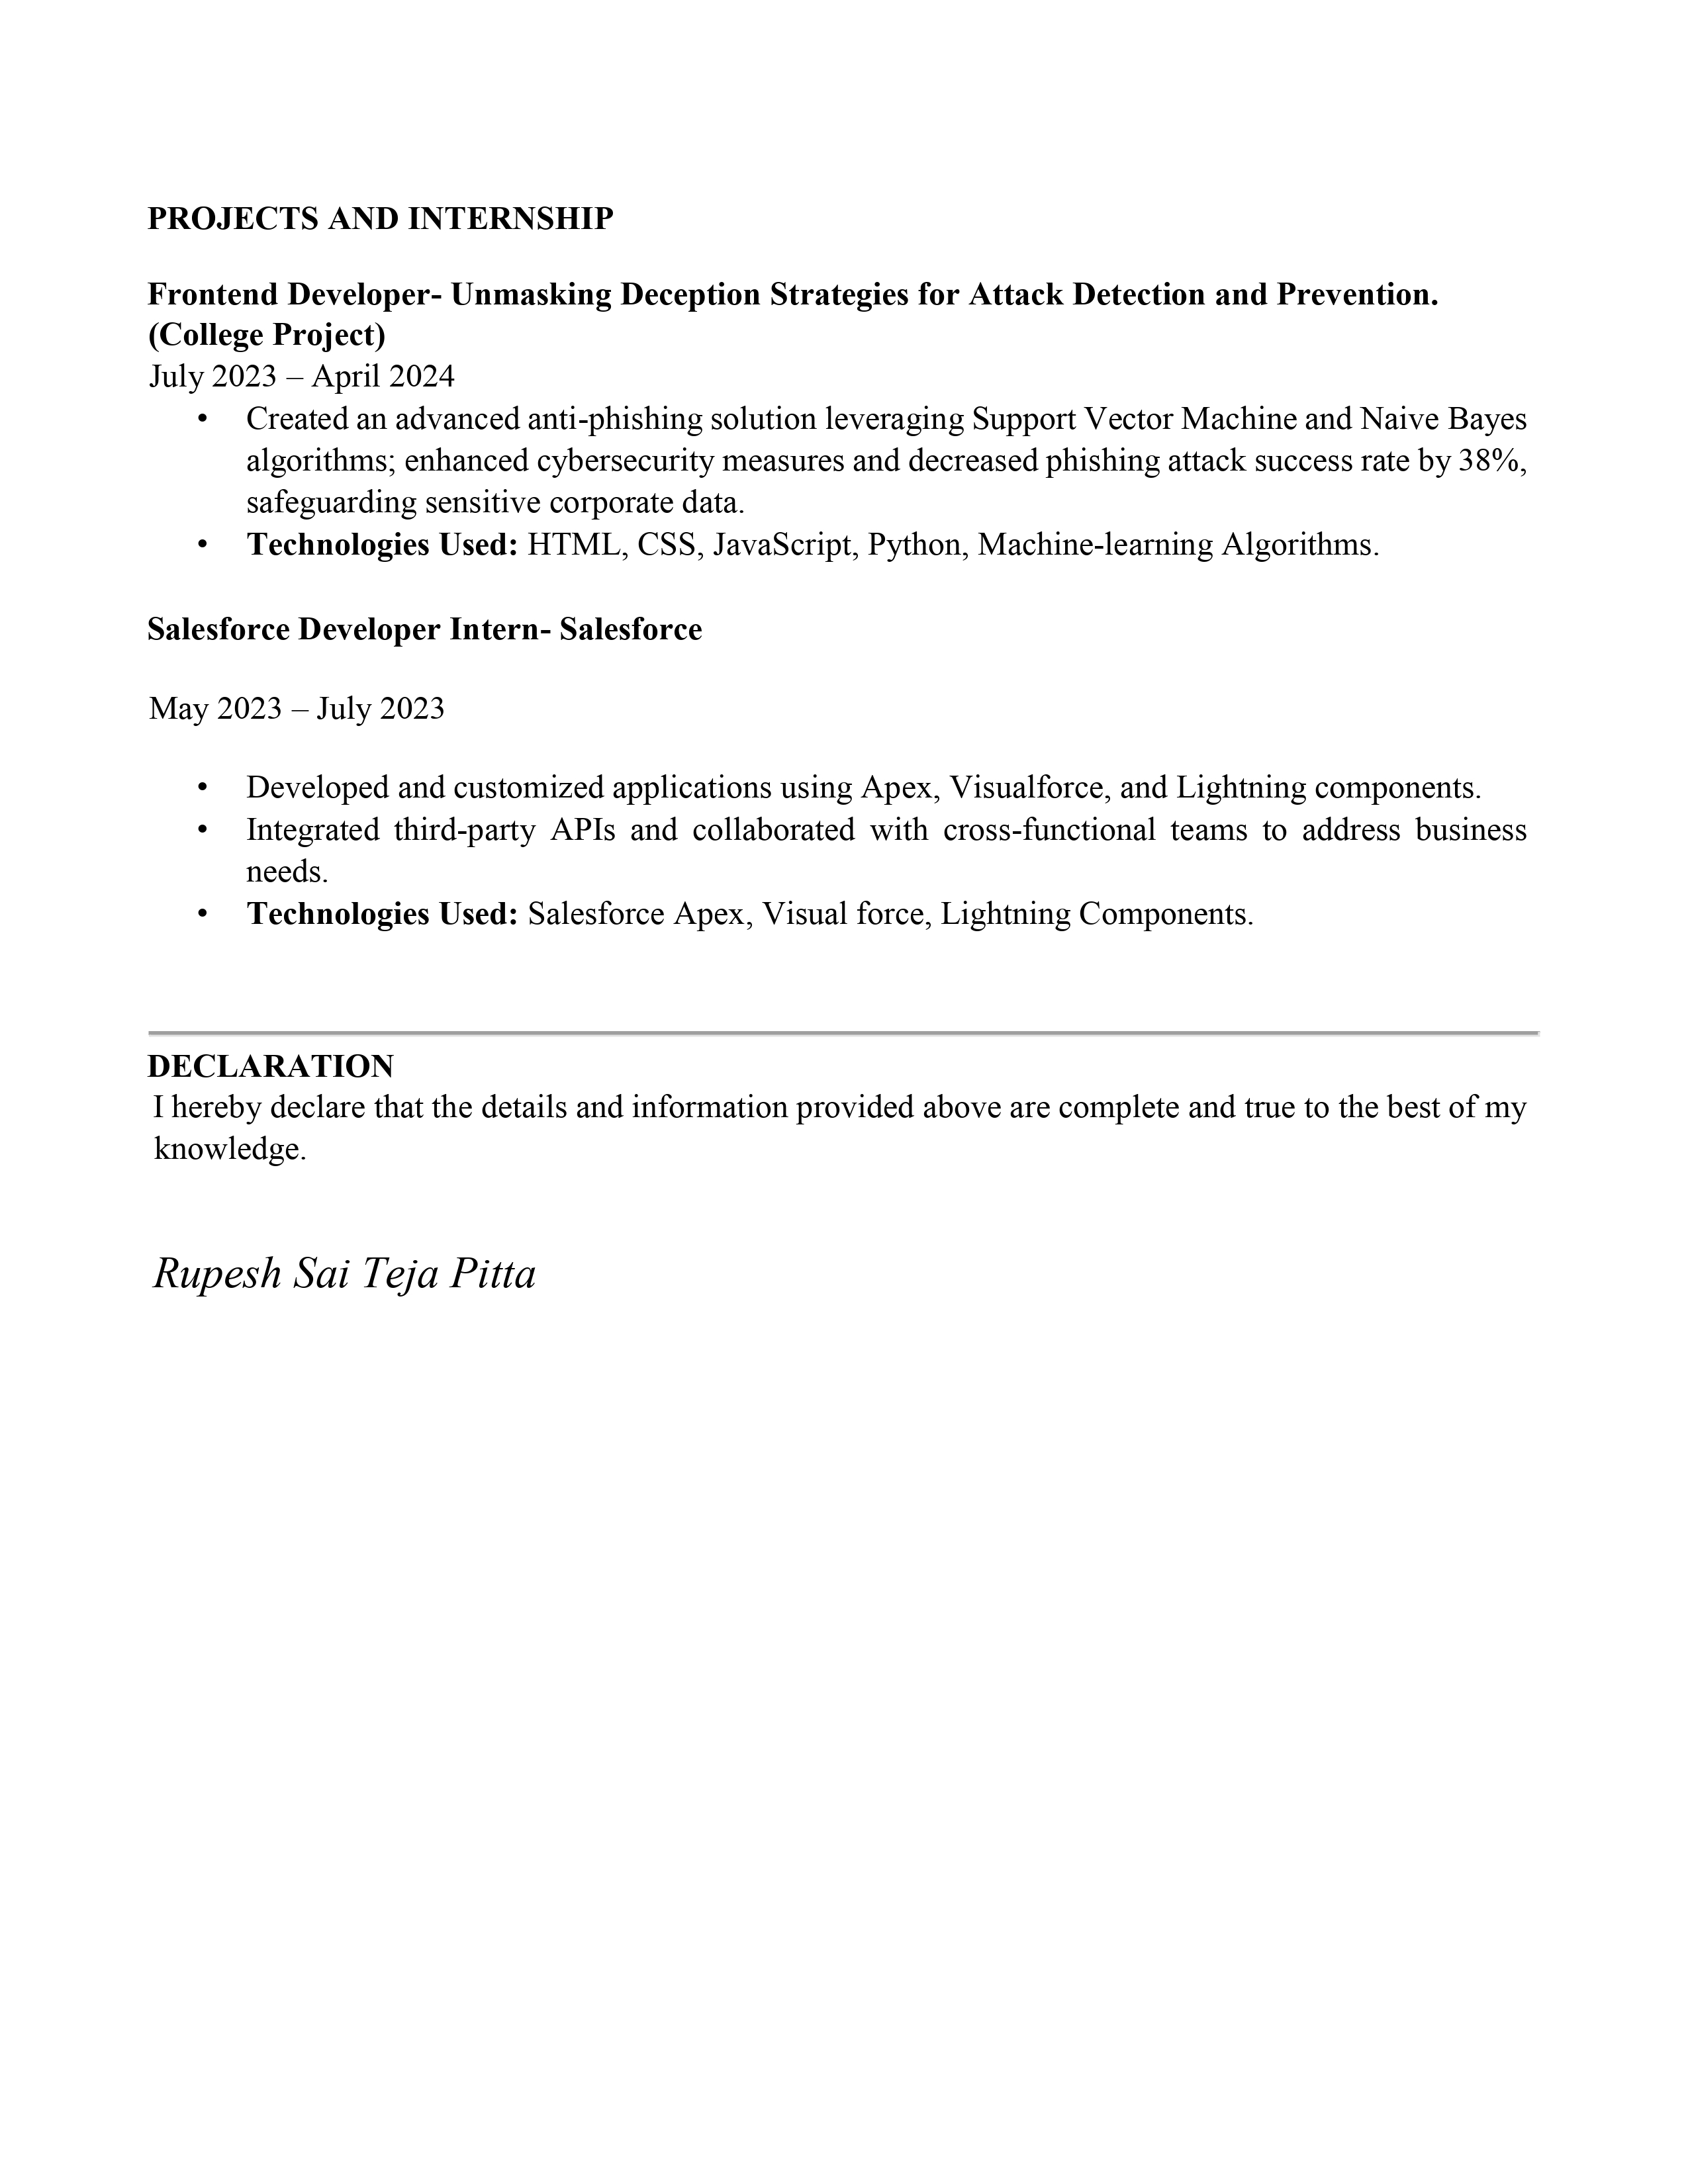 PROJECTS AND INTERNSHIP
Frontend Developer- Unmasking Deception Strategies for Attack Detection and Prevention.
(College Project)
July 2023 – April 2024
• Created an advanced anti-phishing solution leveraging Support Vector Machine and Naive Bayes
algorithms; enhanced cybersecurity measures and decreased phishing attack success rate by 38%,
safeguarding sensitive corporate data.
• Technologies Used: HTML, CSS, JavaScript, Python, Machine-learning Algorithms.
Salesforce Developer Intern- Salesforce
May 2023 – July 2023
• Developed and customized applications using Apex, Visualforce, and Lightning components.
• Integrated third-party APIs and collaborated with cross-functional teams to address business
needs.
• Technologies Used: Salesforce Apex, Visual force, Lightning Components.
DECLARATION
I hereby declare that the details and information provided above are complete and true to the best of my
knowledge.
Rupesh Sai Teja Pitta